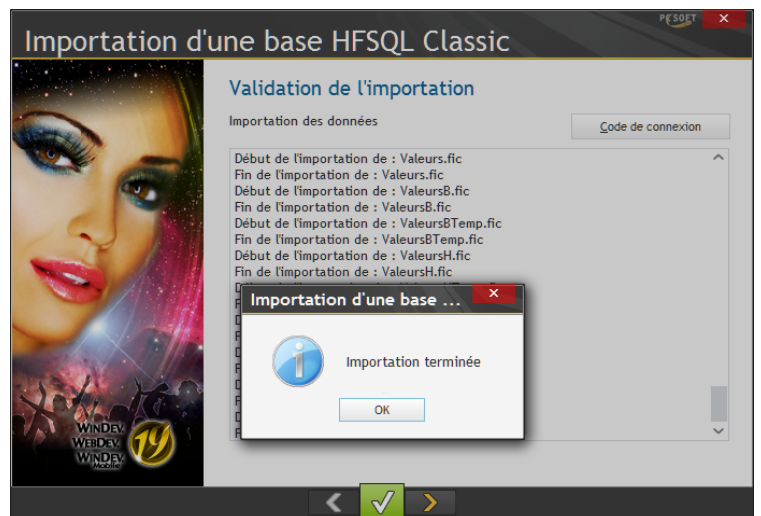 PCSOFT
Importation d'une base HFSQL Classic
Validation de l'importation
Importation des données
Code de connexion
Début de l'importation de : Valeurs.fic
Fin de l'importation de : Valeurs.fic
Début de l'importation de : ValeursB.fic
Fin de l'importation de : ValeursB.fic
Début de l'importation de : ValeursBTemp.fic
Fin de l'importation de : ValeursBTemp.fic
Début de l'importation de : ValeursH.fic
Fin de l'importation de : ValeursH.fic
Importation d'une base ...
Importation terminée
OK
WINDEV
WEBDEV
WINDEV
Mobile
19